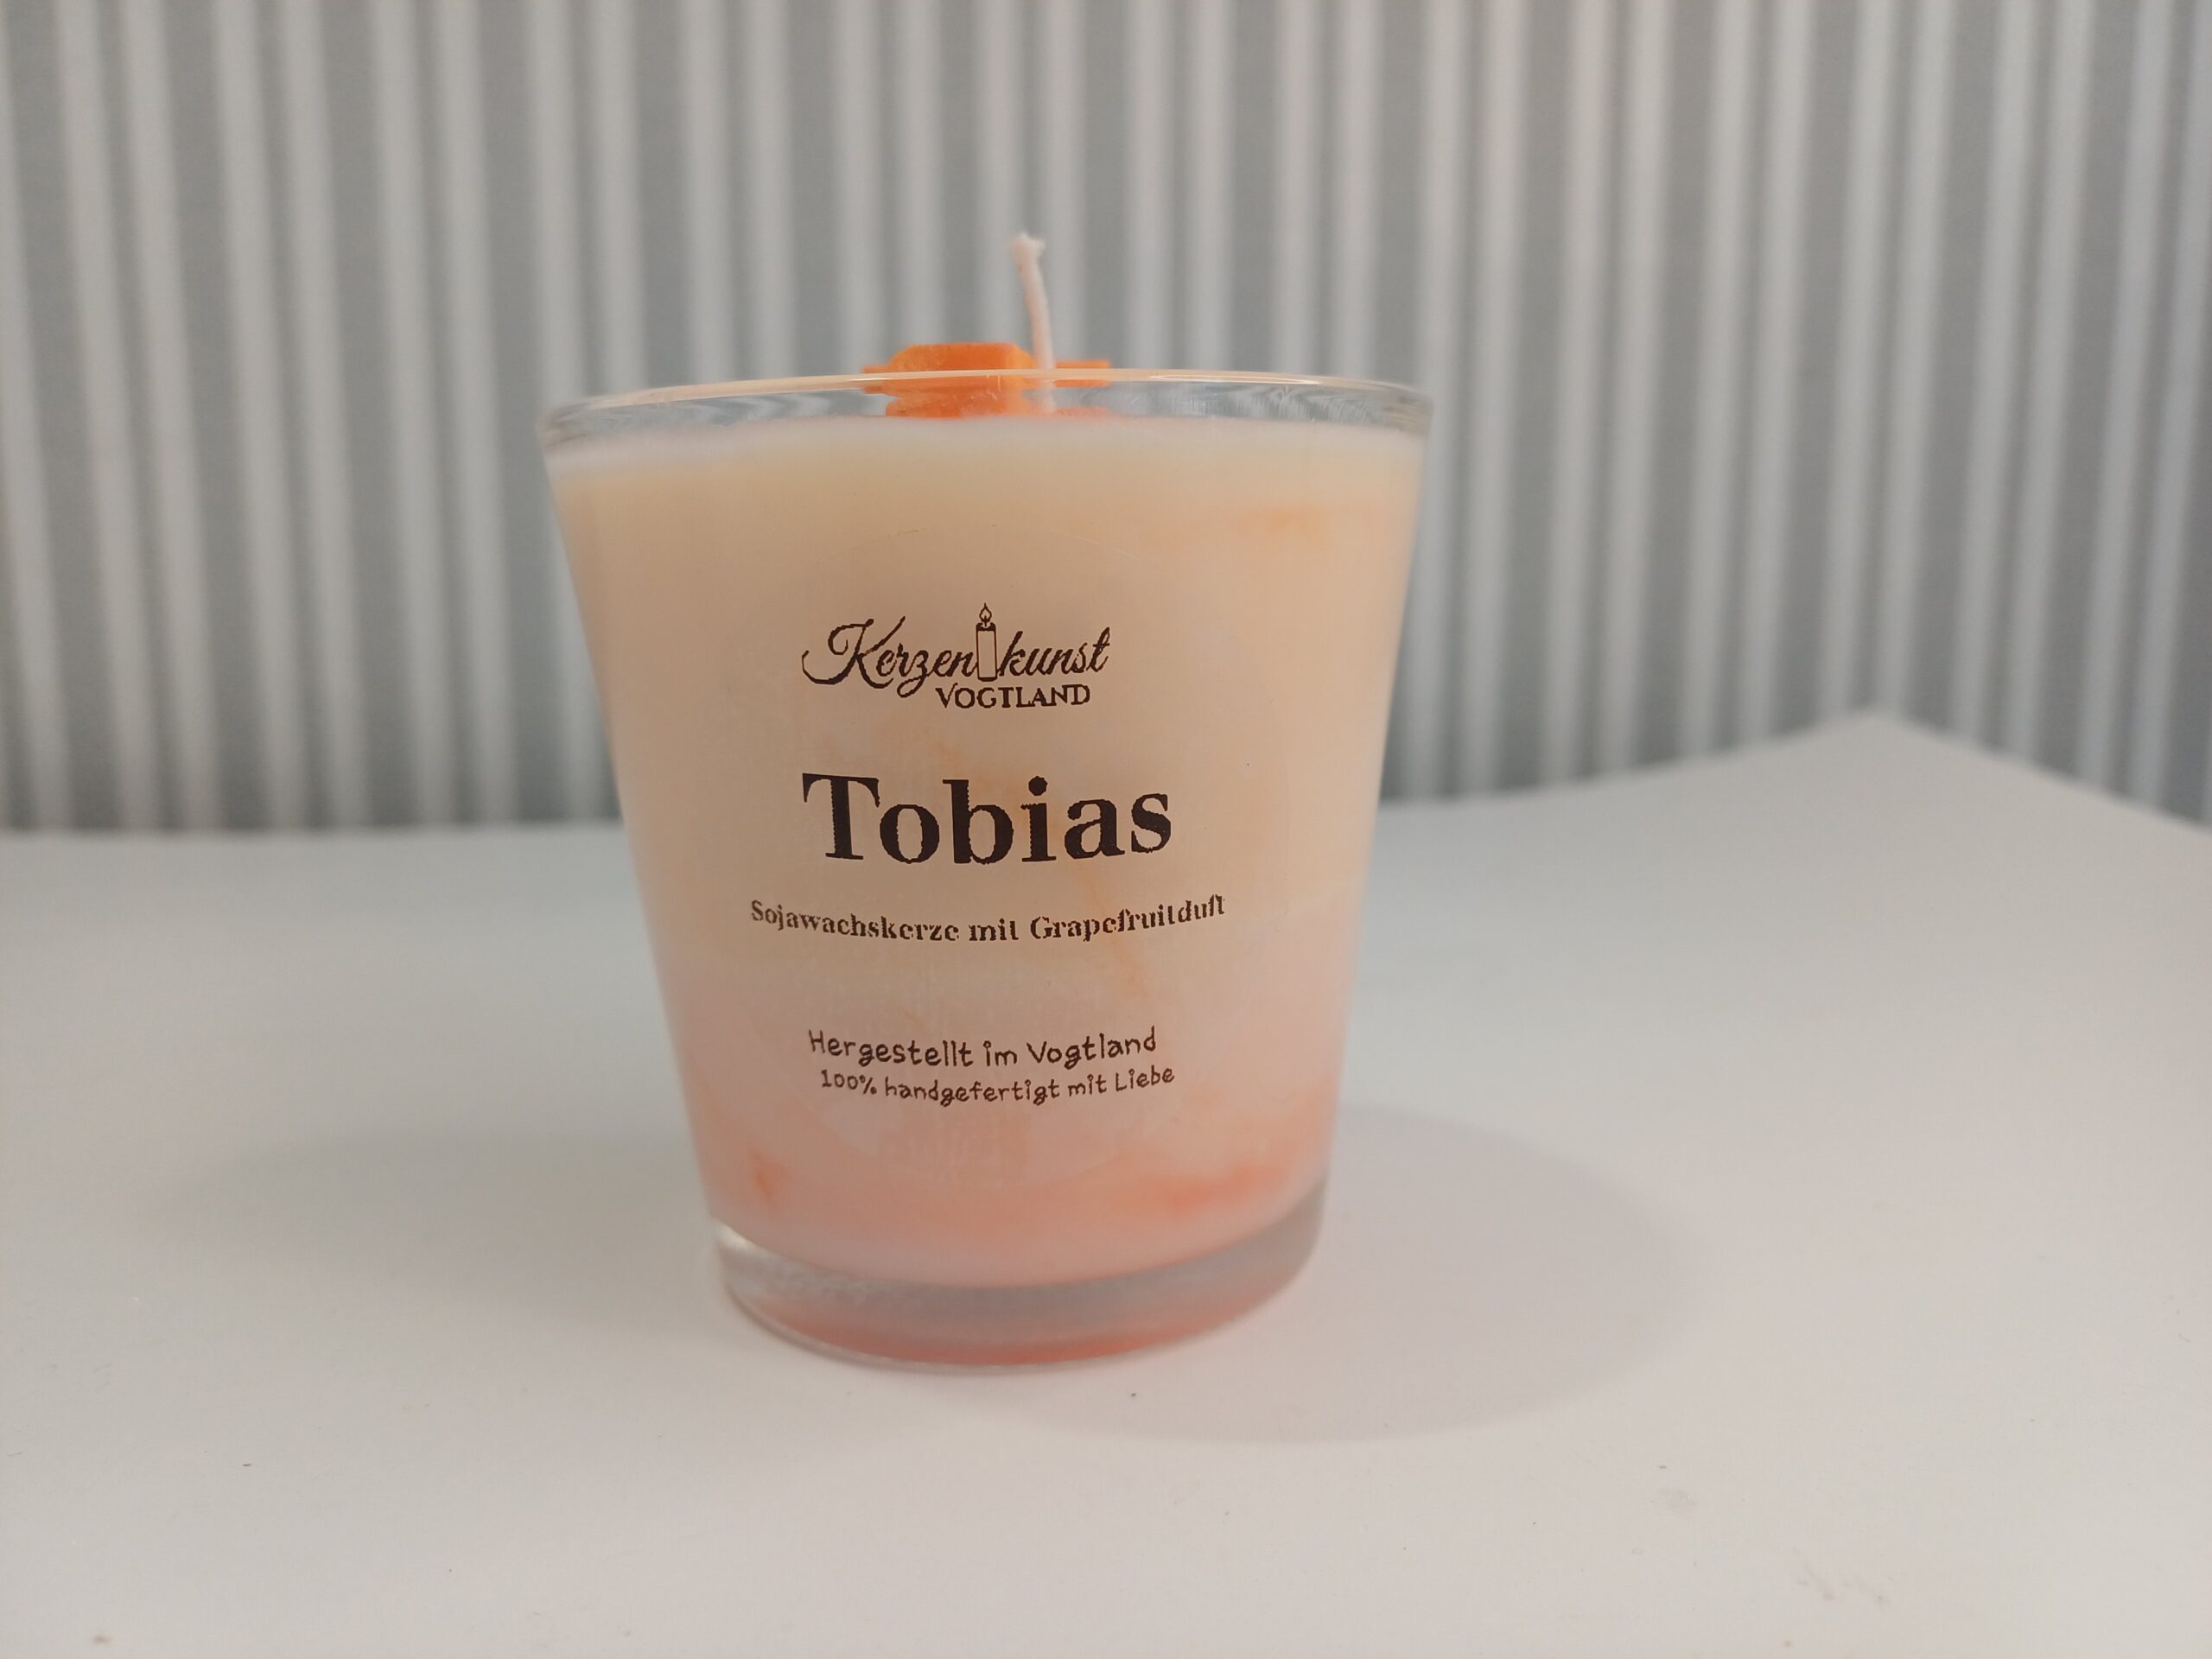 Kerzenkunst
VOGTLAND
Tobias
Sojawachskerze mit Grapefruitduft
Hergestellt im Vogtland
100% handgefertigt mit Liebe